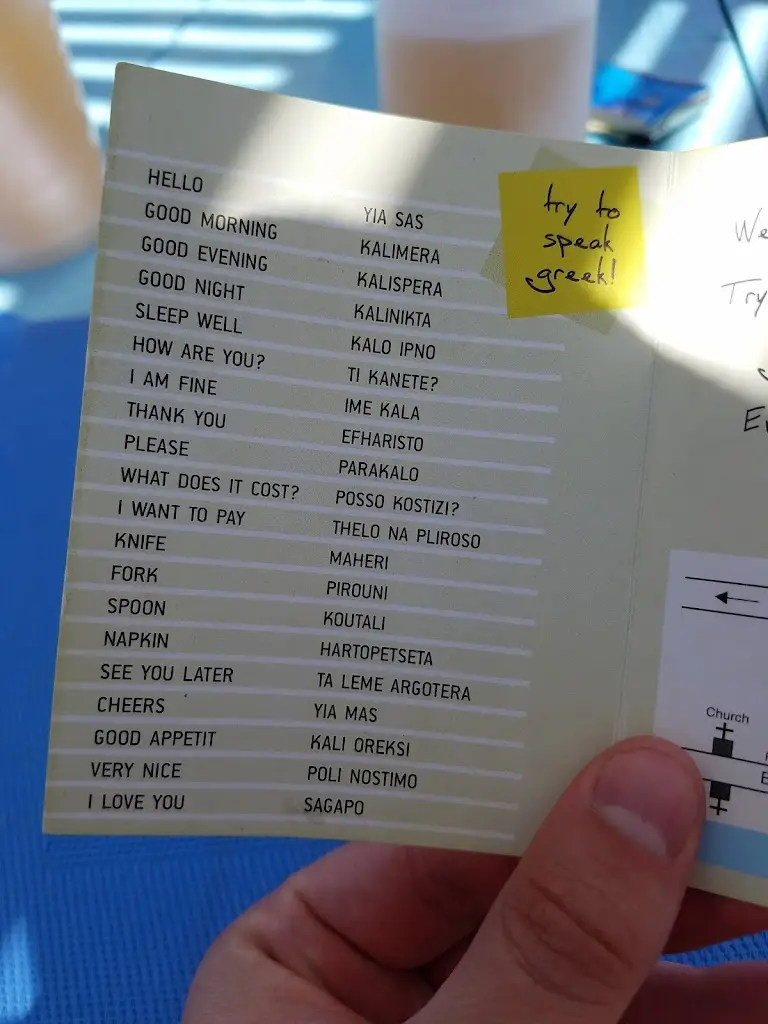 HELLO YIA SAS
GOOD MORNING KALIMERA
GOOD EVENING KALISPERA
GOOD NIGHT KALINIKTA
SLEEP WELL KALO IPNO
HOW ARE YOU? TI KANETE?
I AM FINE IME KALA
THANK YOU EFHARISTO
PLEASE PARAKALO
WHAT DOES IT COST? POSSO KOSTIZI?
I WANT TO PAY THELO NA PLIROSO
KNIFE MAHERI
FORK PIROUNI
SPOON KOUTALI
NAPKIN HARTOPETSETA
SEE YOU LATER TA LEME ARGOTERA
CHEERS YIA MAS
GOOD APPETIT KALI OREKSI
VERY NICE POLI NOSTIMO
I LOVE YOU SAGAPO
try to
speak
greek!
Try
Church